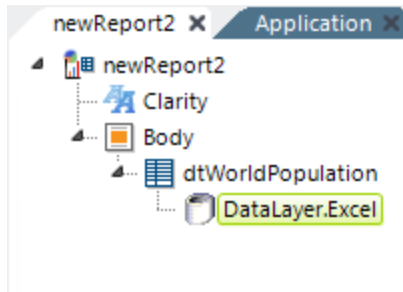 newReport2 Application
newReport2
Clarity
Body
dtWorldPopulation
DataLayer.Excel